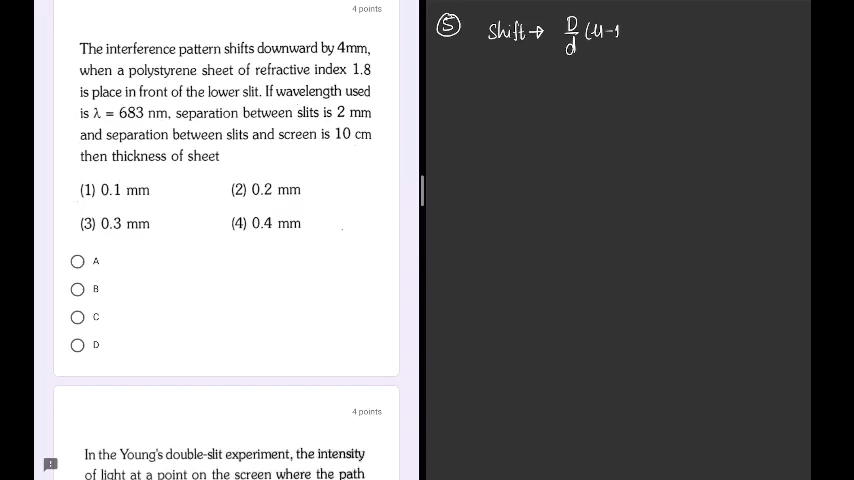 4 points
The interference pattern shifts downward by 4mm,
when a polystyrene sheet of refractive index 1.8
is place in front of the lower slit. If wavelength used
is λ = 683 nm, separation between slits is 2 mm
and separation between slits and screen is 10 cm
then thickness of sheet
(1) 0.1 mm (2) 0.2 mm
(3) 0.3 mm (4) 0.4 mm
A
B
C
D
4 points
In the Young's double-slit experiment, the intensity
of light at a point on the screen where the path
5 Shift → D/d (μ-1